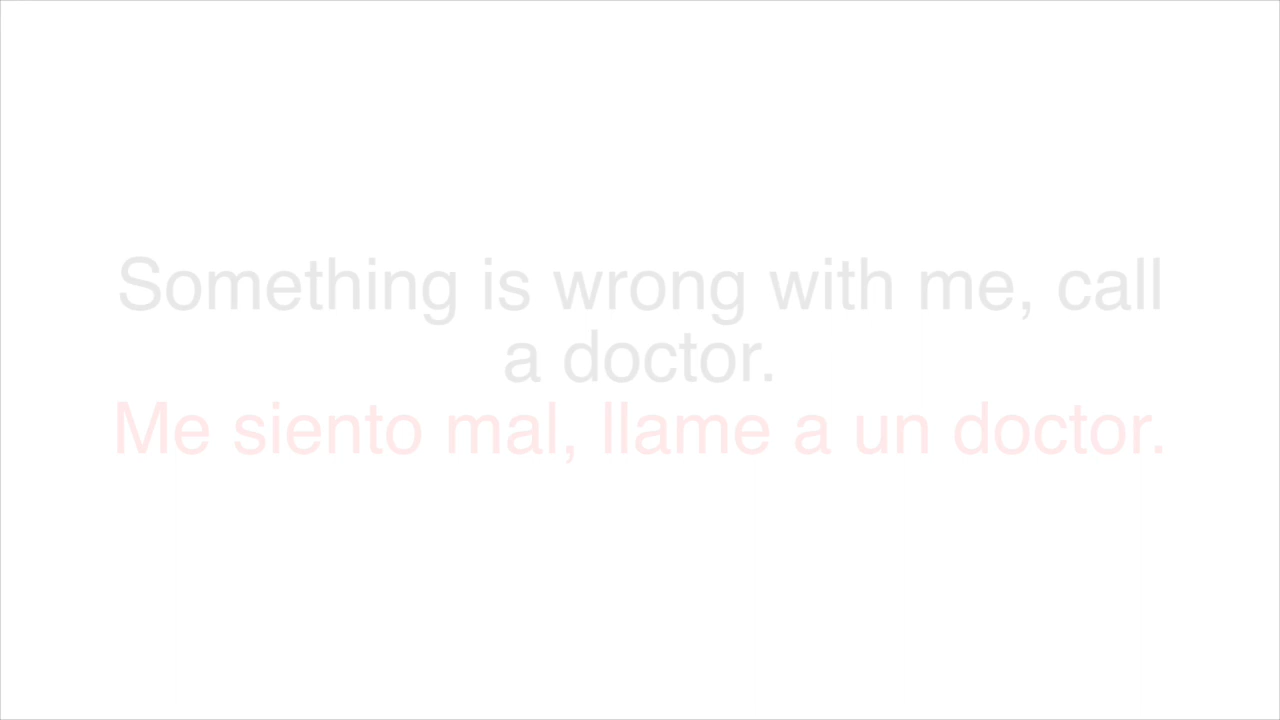 Something is wrong with me, call
a doctor.
Me siento mal, llame a un doctor.